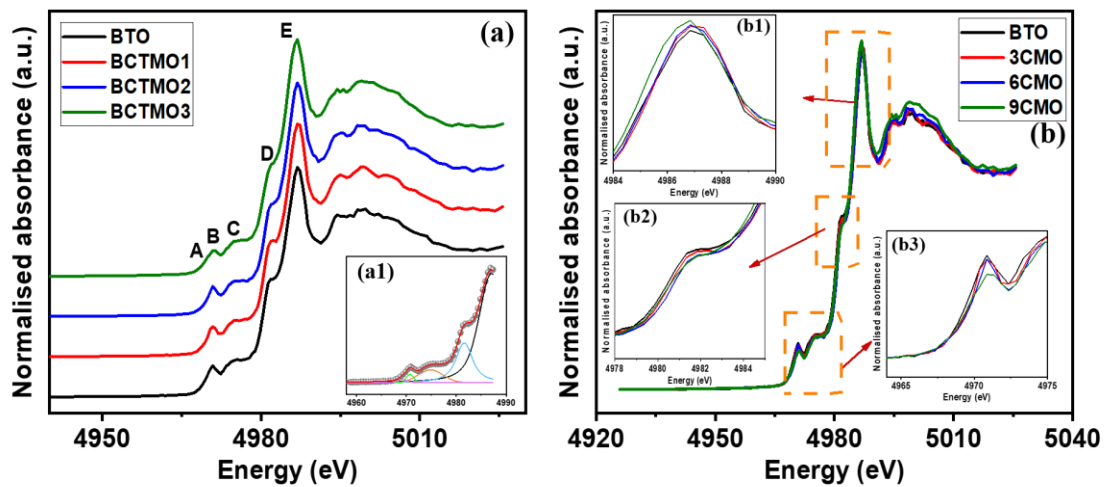 Normalised absorbance (a.u.)
BTO
BCTMO1
BCTMO2
BCTMO3
(a)
A
B
C
D
E
(a1)
4960 4970 4980 4990
4950 4980 5010
Energy (eV)
Normalised absorbance (a.u.)
BTO
3CMO
6CMO
9CMO
(b)
(b1)
Normalised absorbance (a.u.)
4984 4986 4988 4990
Energy (eV)
(b2)
Normalised absorbance (a.u.)
4978 4980 4982 4984
Energy (eV)
(b3)
Normalised absorbance (a.u.)
4965 4970 4975
Energy (eV)
4920 4950 4980 5010 5040
Energy (eV)